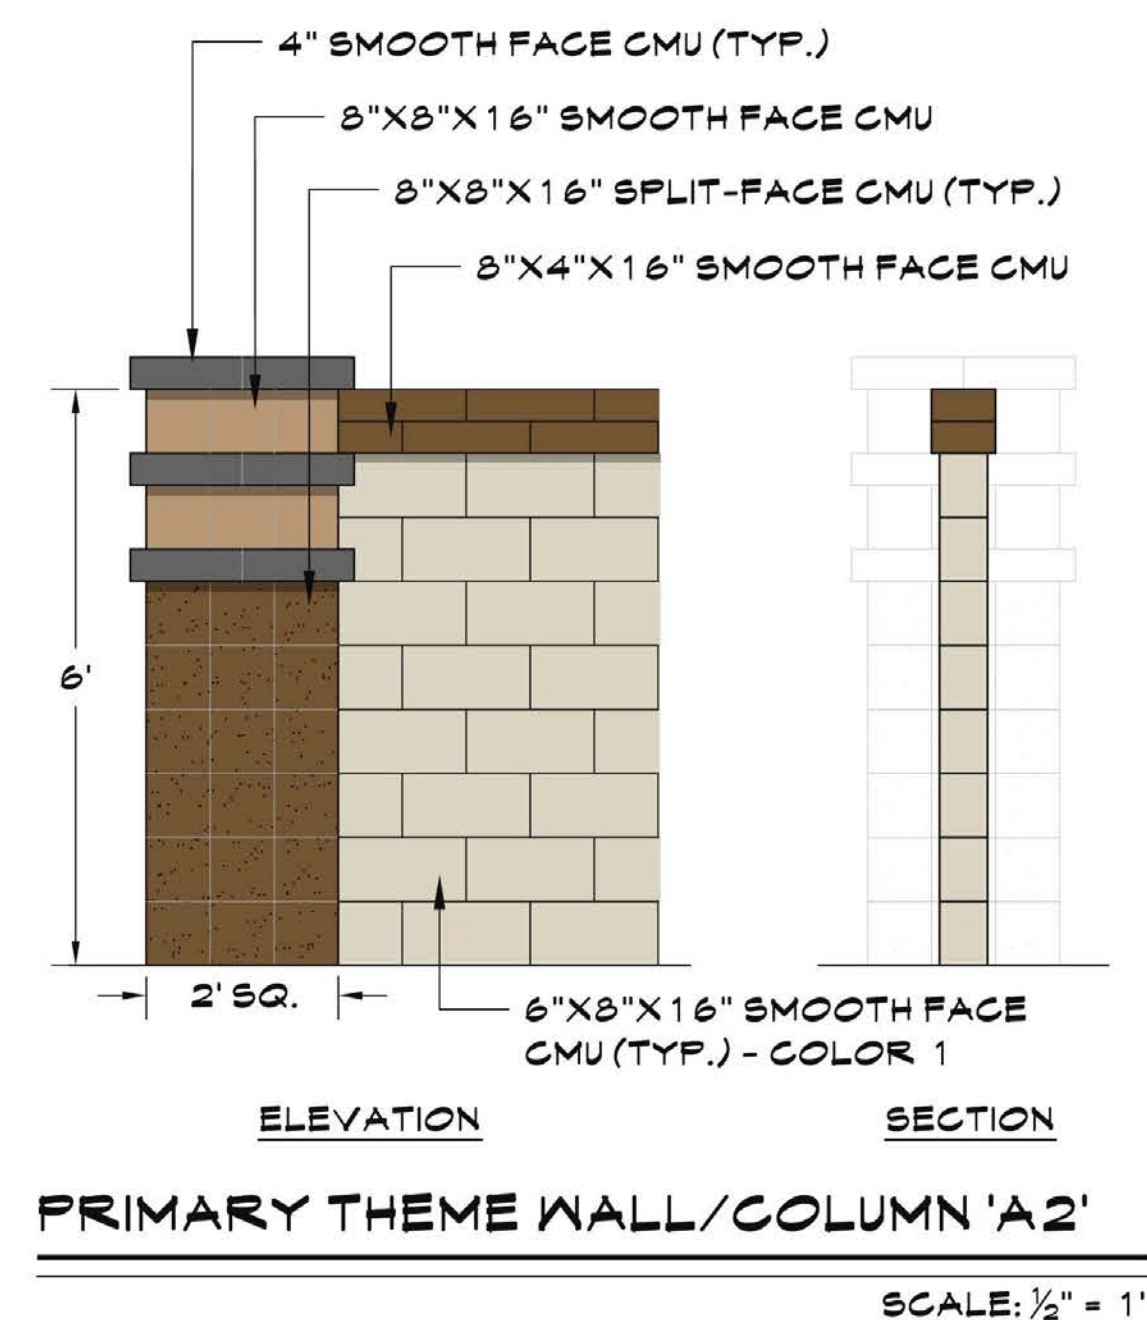 4" SMOOTH FACE CMU (TYP.)
8"X8"X16" SMOOTH FACE CMU
8"X8"X16" SPLIT-FACE CMU (TYP.)
8"X4"X16" SMOOTH FACE CMU
6'
2' SQ.
6"X8"X16" SMOOTH FACE
CMU (TYP.) - COLOR 1
ELEVATION
SECTION
PRIMARY THEME WALL/COLUMN 'A2'
SCALE: ½" = 1'